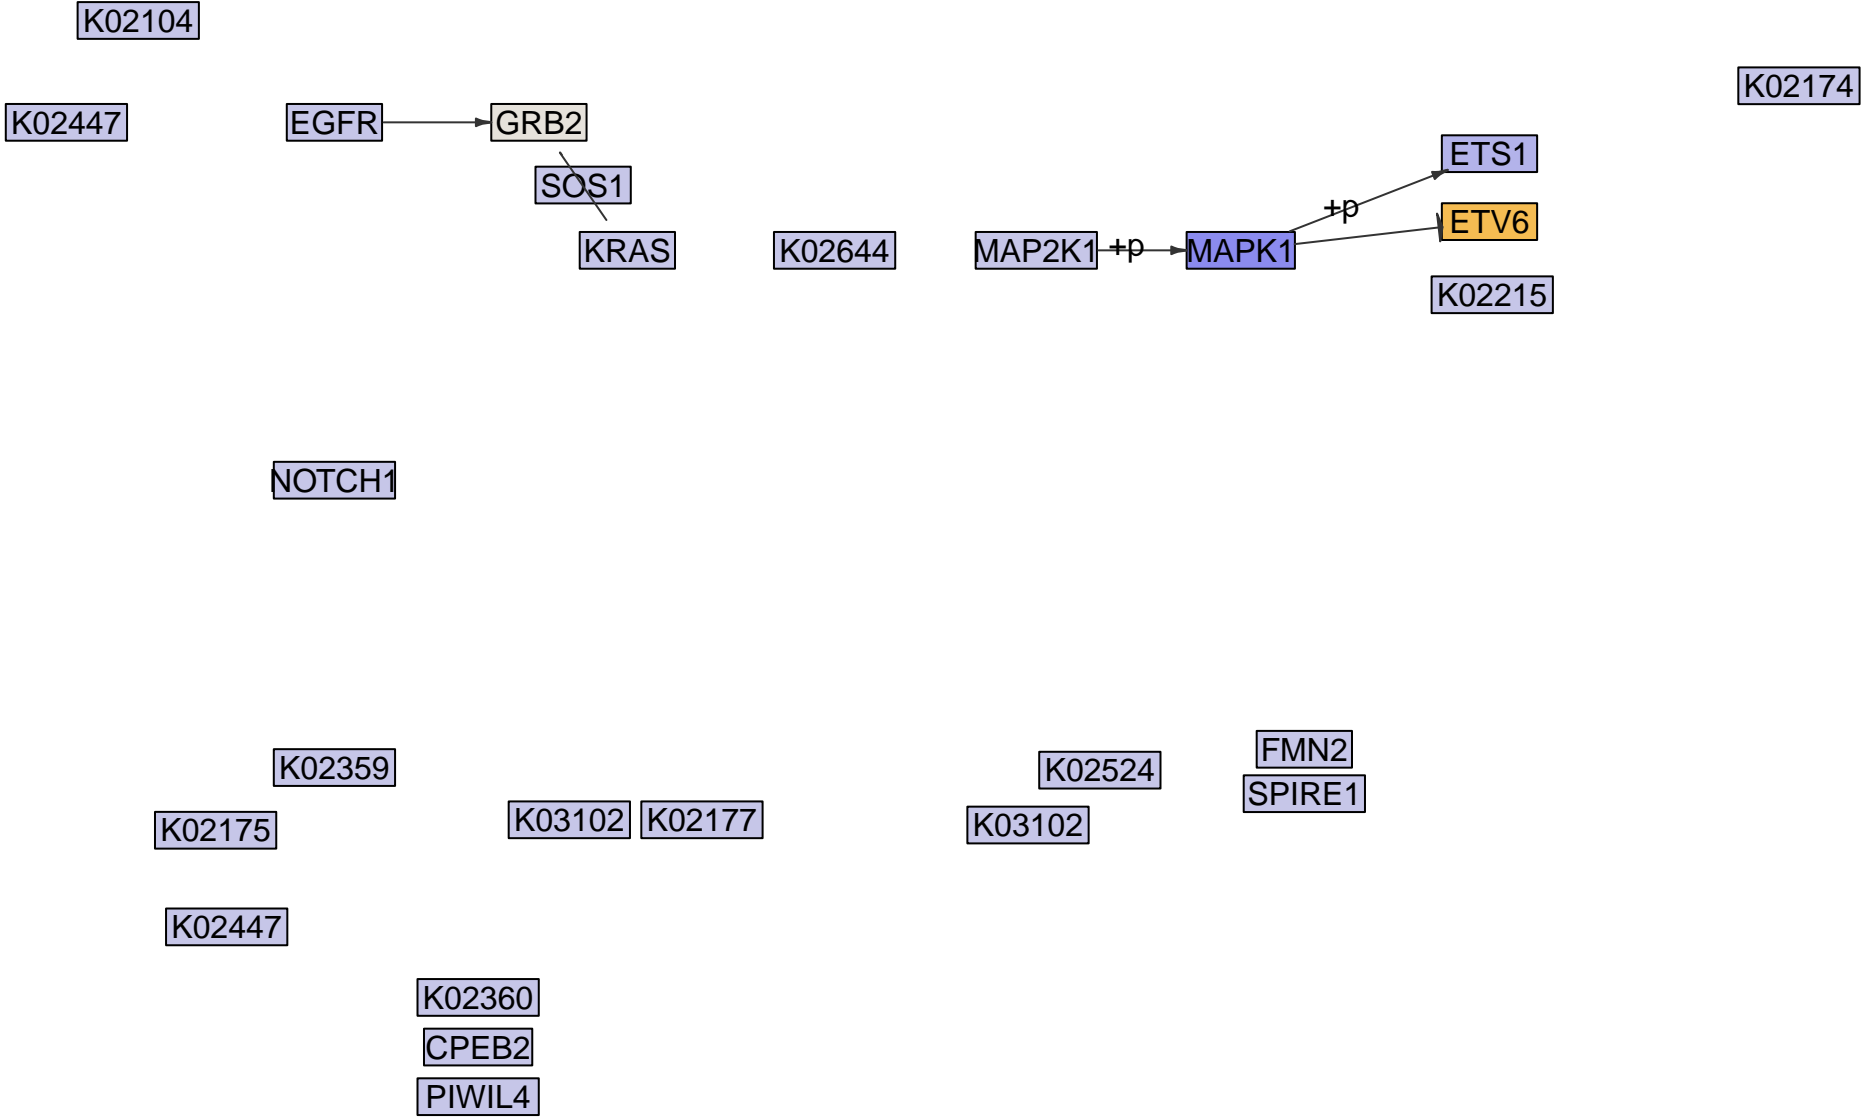 K02104
K02174
K02447
EGFR
GRB2
ETS1
SOS1
+p
ETV6
KRAS
K02644
MAP2K1
+p
MAPK1
K02215
NOTCH1
FMN2
K02359
K02524
SPIRE1
K02175
K03102
K02177
K03102
K02447
K02360
CPEB2
PIWIL4